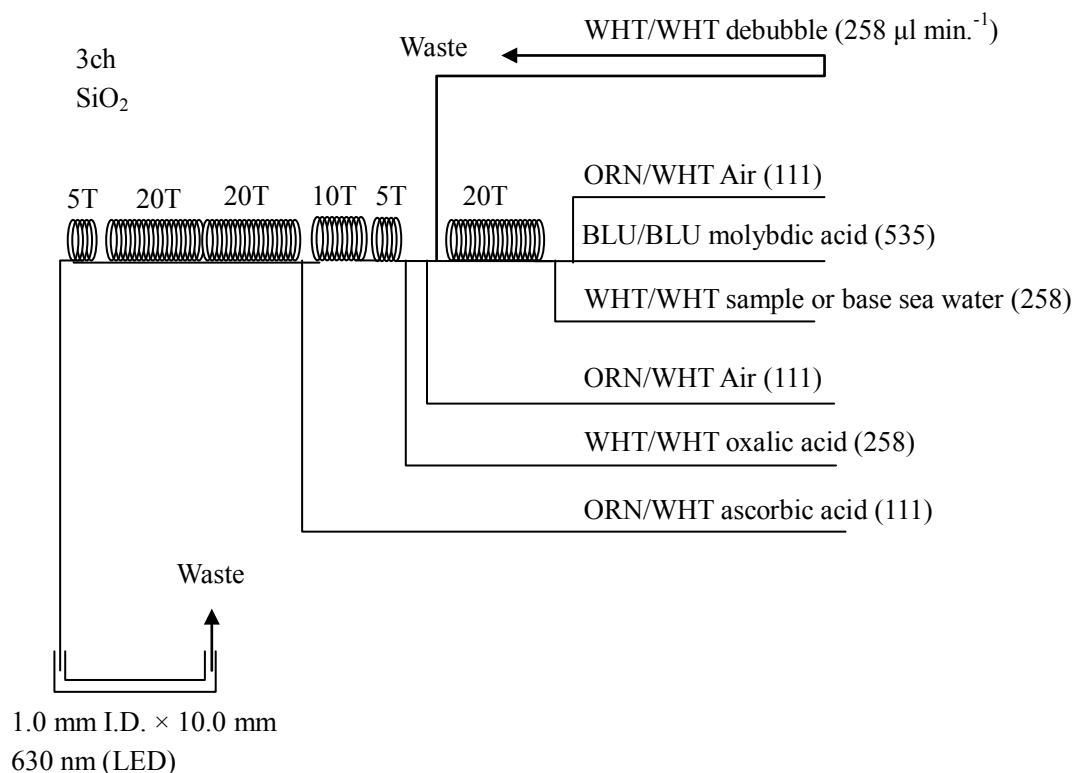 WHT/WHT debubble (258 μl min.⁻¹)
Waste
3ch
SiO₂
ORN/WHT Air (111)
5T 20T 20T 10T 5T 20T
BLU/BLU molybdic acid (535)
WHT/WHT sample or base sea water (258)
ORN/WHT Air (111)
WHT/WHT oxalic acid (258)
ORN/WHT ascorbic acid (111)
Waste
1.0 mm I.D. × 10.0 mm
630 nm (LED)